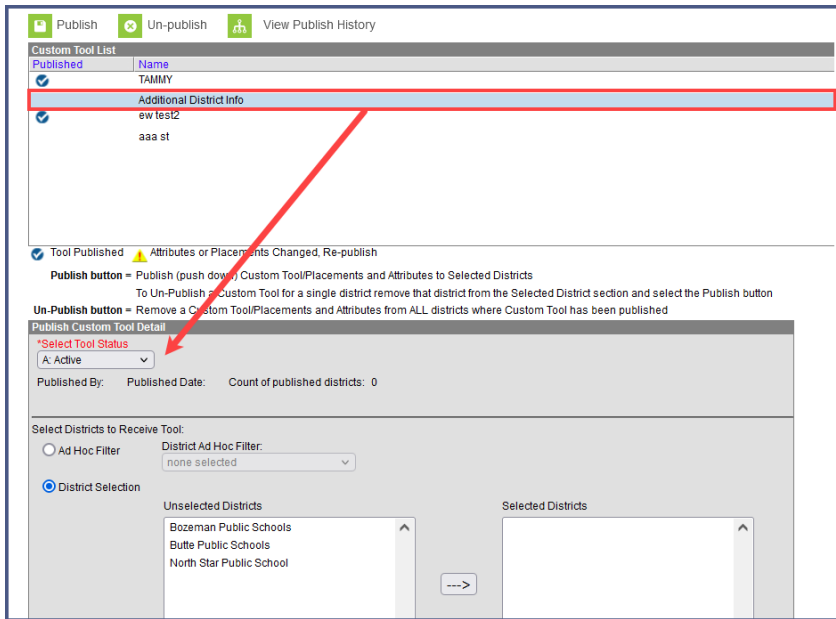 Publish Un-publish View Publish History
Custom Tool List
Published Name
TAMMY
Additional District Info
ew test2
aaa st
Tool Published Attributes or Placements Changed, Re-publish
Publish button = Publish (push down) Custom Tool/Placements and Attributes to Selected Districts
To Un-Publish a Custom Tool for a single district remove that district from the Selected District section and select the Publish button
Un-Publish button = Remove a Custom Tool/Placements and Attributes from ALL districts where Custom Tool has been published
Publish Custom Tool Detail
*Select Tool Status
A: Active
Published By: Published Date: Count of published districts: 0
Select Districts to Receive Tool:
Ad Hoc Filter District Ad Hoc Filter:
none selected
District Selection
Unselected Districts Selected Districts
Bozeman Public Schools
Butte Public Schools
North Star Public School
--->